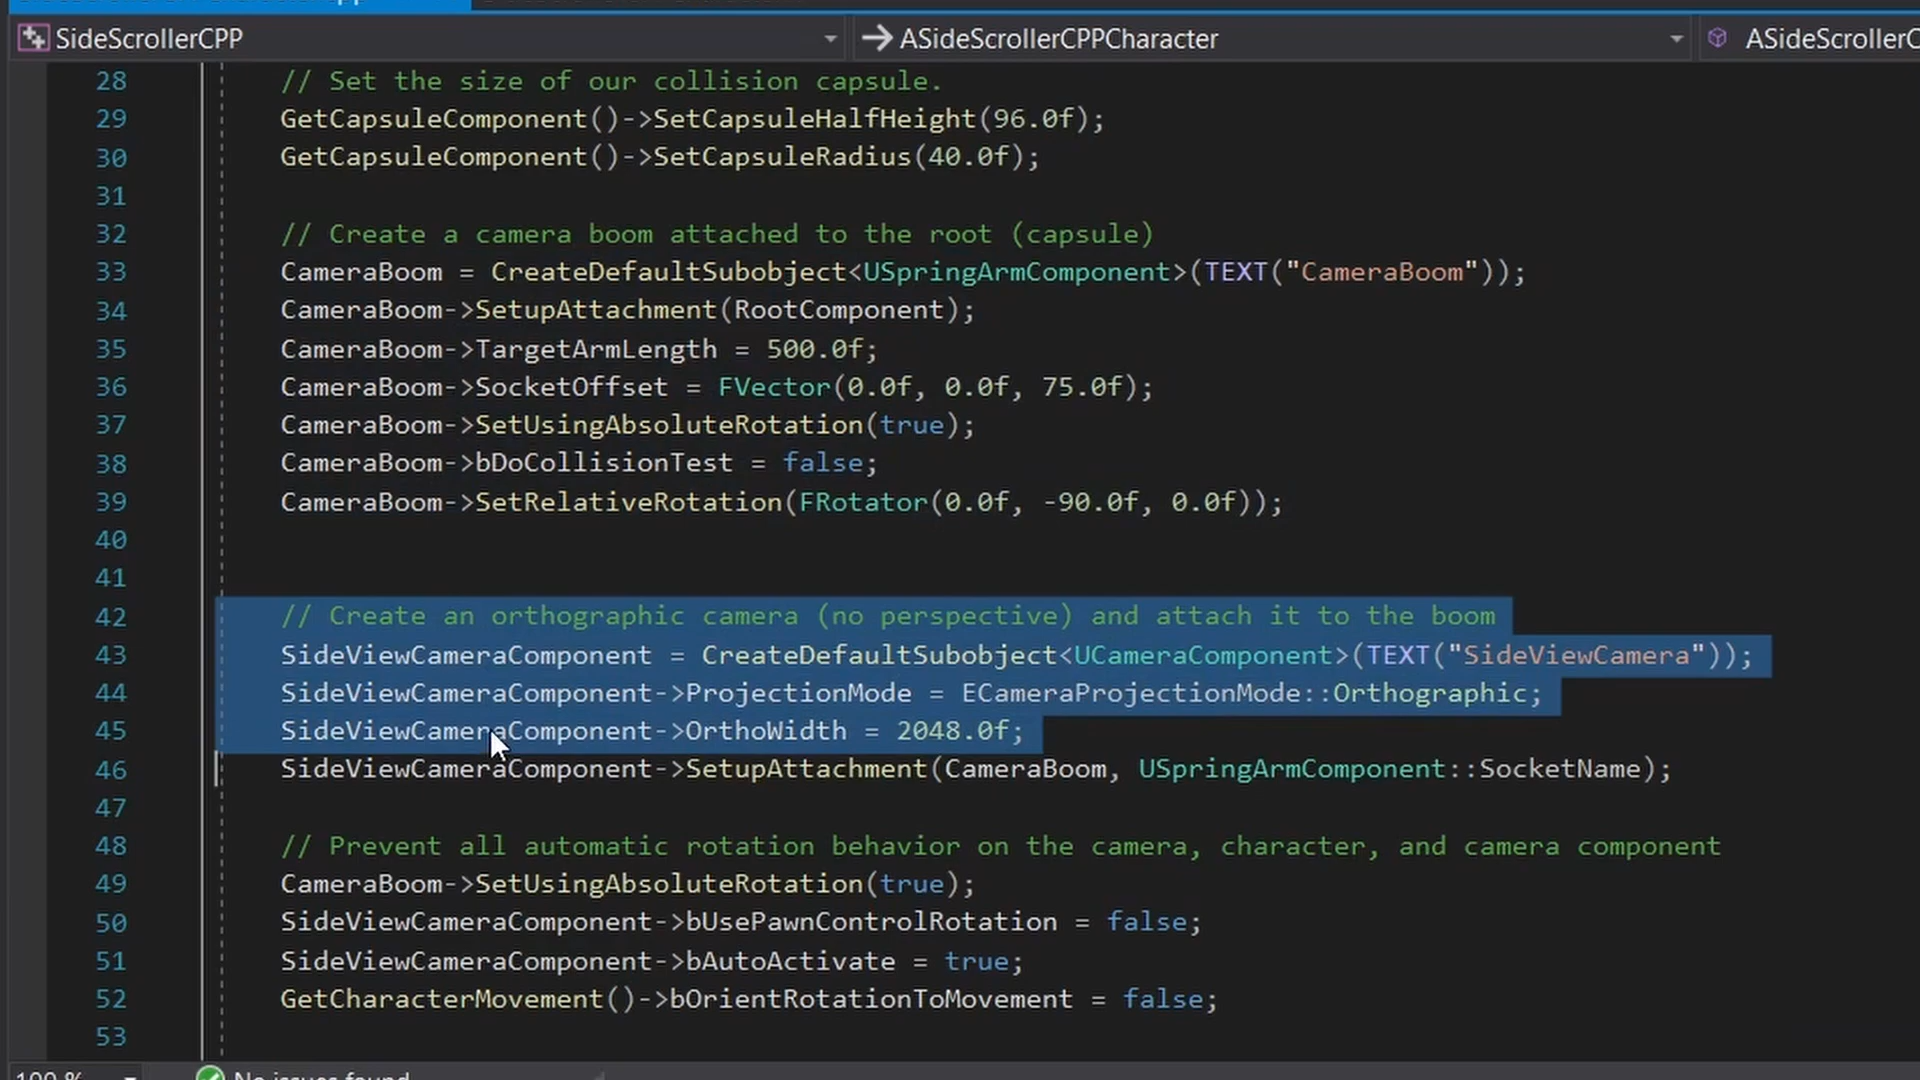 SideScrollerCPP
ASideScrollerCPPCharacter
ASideScrollerC
28 // Set the size of our collision capsule.
29 GetCapsuleComponent()->SetCapsuleHalfHeight(96.0f);
30 GetCapsuleComponent()->SetCapsuleRadius(40.0f);
31
32 // Create a camera boom attached to the root (capsule)
33 CameraBoom = CreateDefaultSubobject<USpringArmComponent>(TEXT("CameraBoom"));
34 CameraBoom->SetupAttachment(RootComponent);
35 CameraBoom->TargetArmLength = 500.0f;
36 CameraBoom->SocketOffset = FVector(0.0f, 0.0f, 75.0f);
37 CameraBoom->SetUsingAbsoluteRotation(true);
38 CameraBoom->bDoCollisionTest = false;
39 CameraBoom->SetRelativeRotation(FRotator(0.0f, -90.0f, 0.0f));
40
41
42 // Create an orthographic camera (no perspective) and attach it to the boom
43 SideViewCameraComponent = CreateDefaultSubobject<UCameraComponent>(TEXT("SideViewCamera"));
44 SideViewCameraComponent->ProjectionMode = ECameraProjectionMode::Orthographic;
45 SideViewCameraComponent->OrthoWidth = 2048.0f;
46 SideViewCameraComponent->SetupAttachment(CameraBoom, USpringArmComponent::SocketName);
47
48 // Prevent all automatic rotation behavior on the camera, character, and camera component
49 CameraBoom->SetUsingAbsoluteRotation(true);
50 SideViewCameraComponent->bUsePawnControlRotation = false;
51 SideViewCameraComponent->bAutoActivate = true;
52 GetCharacterMovement()->bOrientRotationToMovement = false;
53
100 % No issues found